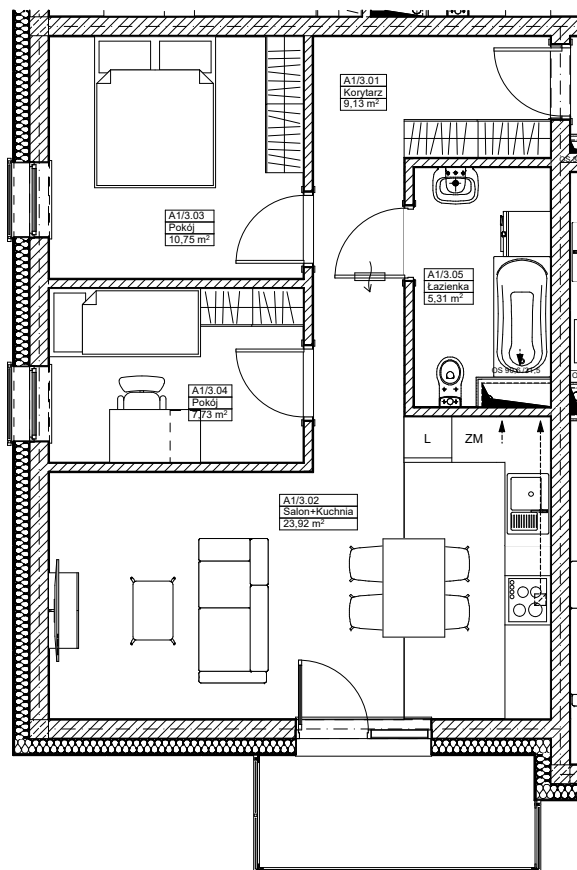 A1/3.01
Korytarz
9,13 m²
A1/3.03
Pokój
10,75 m²
A1/3.05
Łazienka
5,31 m²
A1/3.04
Pokój
7,73 m²
L
ZM
A1/3.02
Salon+Kuchnia
23,92 m²